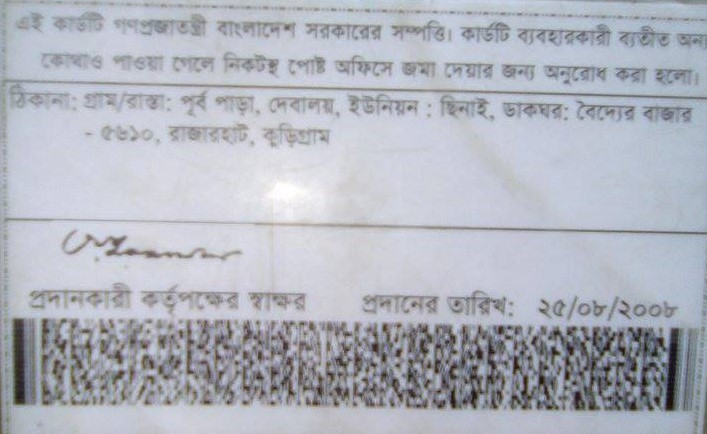 এই কার্ডটি গণপ্রজাতন্ত্রী বাংলাদেশ সরকারের সম্পত্তি। কার্ডটি ব্যবহারকারী ব্যতীত অন্য
কোথাও পাওয়া গেলে নিকটস্থ পোষ্ট অফিসে জমা দেয়ার জন্য অনুরোধ করা হলো।
ঠিকানা: গ্রাম/রাস্তা: পূর্ব পাড়া, দেবালয়, ইউনিয়ন : ছিনাই, ডাকঘর: বৈদ্যের বাজার
- ৫৬১০, রাজারহাট, কুড়িগ্রাম
প্রদানকারী কর্তৃপক্ষের স্বাক্ষর প্রদানের তারিখ: ২৫/০৮/২০০৮